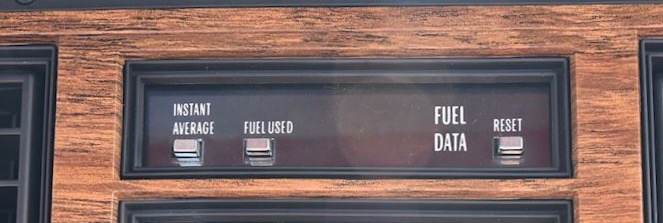 INSTANT
AVERAGE
FUEL USED
FUEL
DATA
RESET